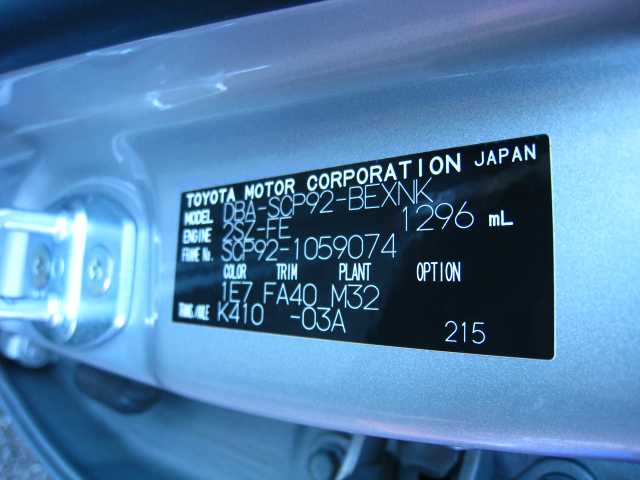 TOYOTA MOTOR CORPORATION JAPAN
MODEL DBA-SCP92-BEXNK
ENGINE 2SZ-FE 1296 mL
FRAME No. SCP92-1059074
COLOR TRIM PLANT OPTION
1E7 FA40 M32
TRANS/AXLE K410 -03A
215